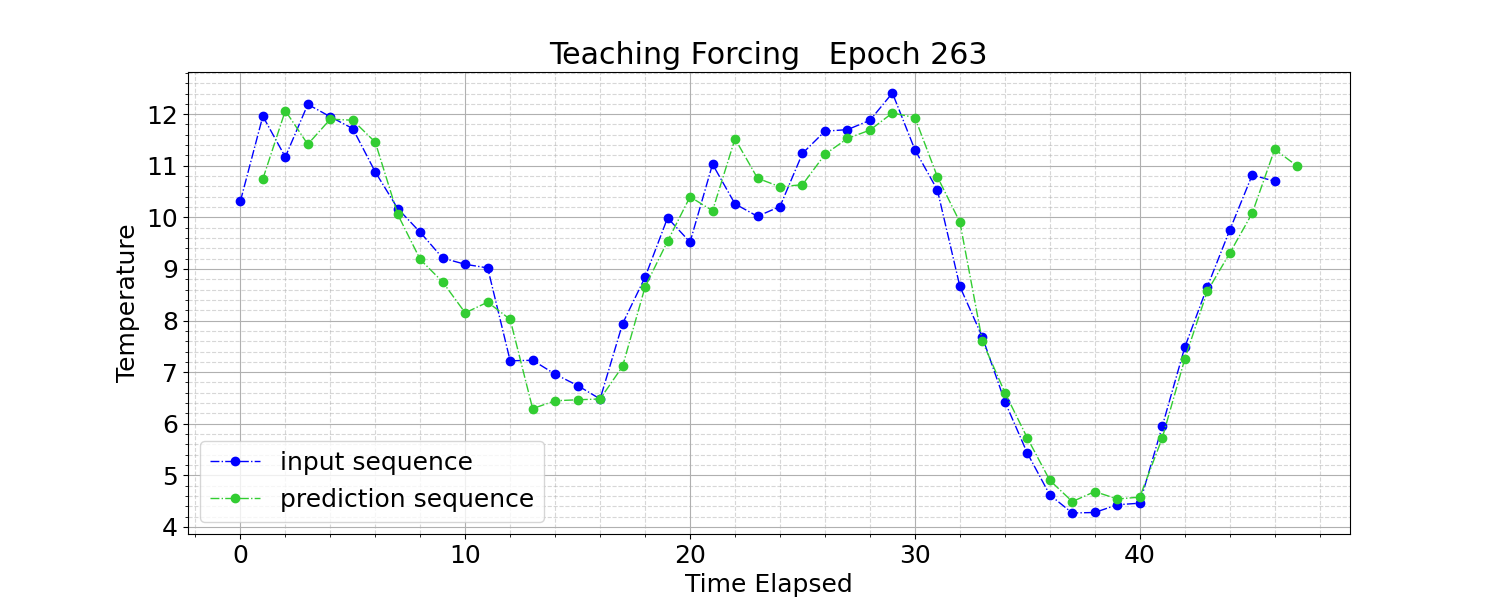 Teaching Forcing   Epoch 263
12
11
10
9
8
7
6
5
4
Temperature
input sequence
prediction sequence
0 10 20 30 40
Time Elapsed